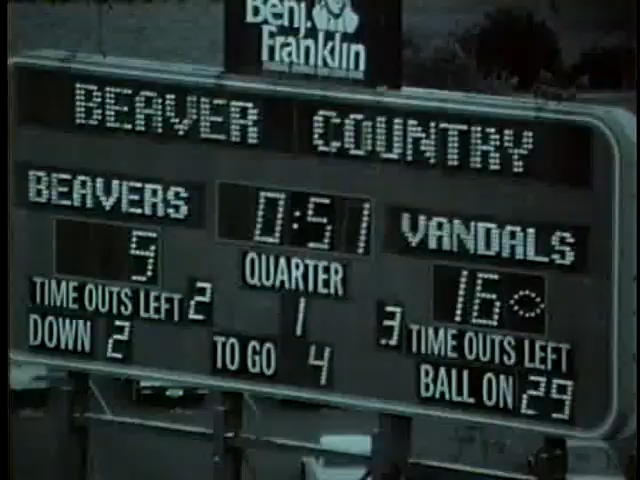 Benj.
Franklin
BEAVER COUNTRY
BEAVERS 0:51 VANDALS
9 QUARTER 16
TIME OUTS LEFT 2 1 3 TIME OUTS LEFT
DOWN 2 TO GO 4 BALL ON 29